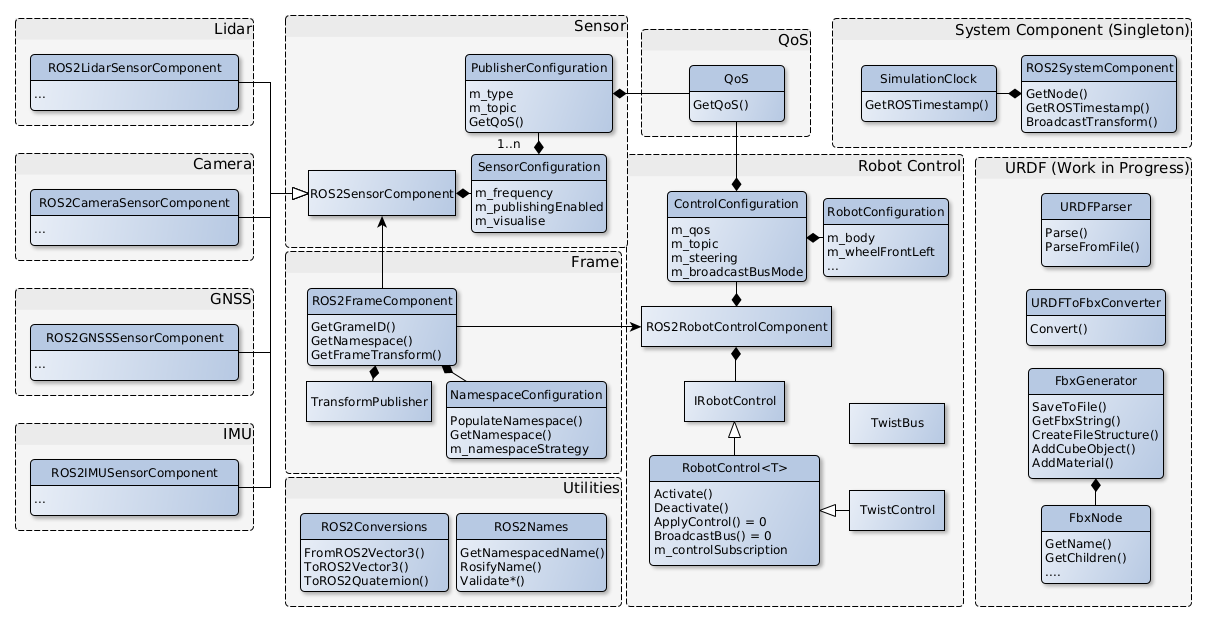 Lidar
ROS2LidarSensorComponent
...
Camera
ROS2CameraSensorComponent
...
GNSS
ROS2GNSSSensorComponent
...
IMU
ROS2IMUSensorComponent
...
Sensor
PublisherConfiguration
m_type
m_topic
GetQoS()
1..n
SensorConfiguration
m_frequency
m_publishingEnabled
m_visualise
ROS2SensorComponent
Frame
ROS2FrameComponent
GetGrameID()
GetNamespace()
GetFrameTransform()
TransformPublisher
NamespaceConfiguration
PopulateNamespace()
GetNamespace()
m_namespaceStrategy
Utilities
ROS2Conversions
FromROS2Vector3()
ToROS2Vector3()
ToROS2Quaternion()
ROS2Names
GetNamespacedName()
RosifyName()
Validate*()
QoS
QoS
GetQoS()
Robot Control
ControlConfiguration
m_qos
m_topic
m_steering
m_broadcastBusMode
RobotConfiguration
m_body
m_wheelFrontLeft
...
ROS2RobotControlComponent
IRobotControl
TwistBus
RobotControl<T>
Activate()
Deactivate()
ApplyControl() = 0
BroadcastBus() = 0
m_controlSubscription
TwistControl
System Component (Singleton)
SimulationClock
GetROSTimestamp()
ROS2SystemComponent
GetNode()
GetROSTimestamp()
BroadcastTransform()
URDF (Work in Progress)
URDFParser
Parse()
ParseFromFile()
URDFToFbxConverter
Convert()
FbxGenerator
SaveToFile()
GetFbxString()
CreateFileStructure()
AddCubeObject()
AddMaterial()
FbxNode
GetName()
GetChildren()
....